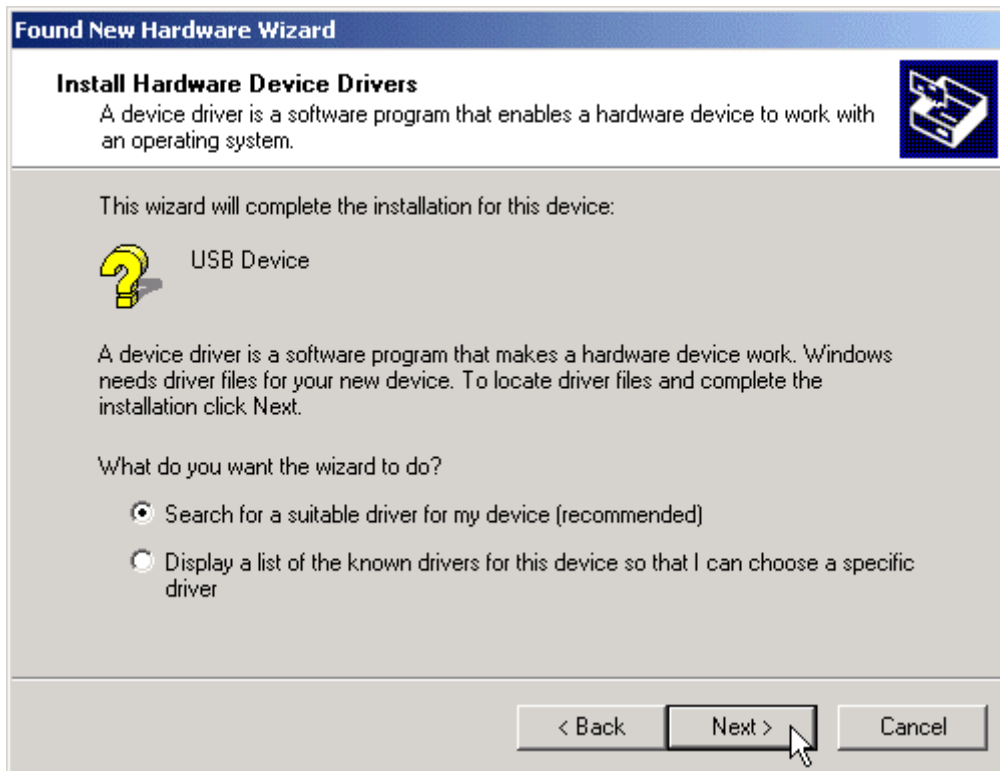 Found New Hardware Wizard
Install Hardware Device Drivers
A device driver is a software program that enables a hardware device to work with
an operating system.
This wizard will complete the installation for this device:
USB Device
A device driver is a software program that makes a hardware device work. Windows
needs driver files for your new device. To locate driver files and complete the
installation click Next.
What do you want the wizard to do?
Search for a suitable driver for my device (recommended)
Display a list of the known drivers for this device so that I can choose a specific
driver
< Back Next > Cancel